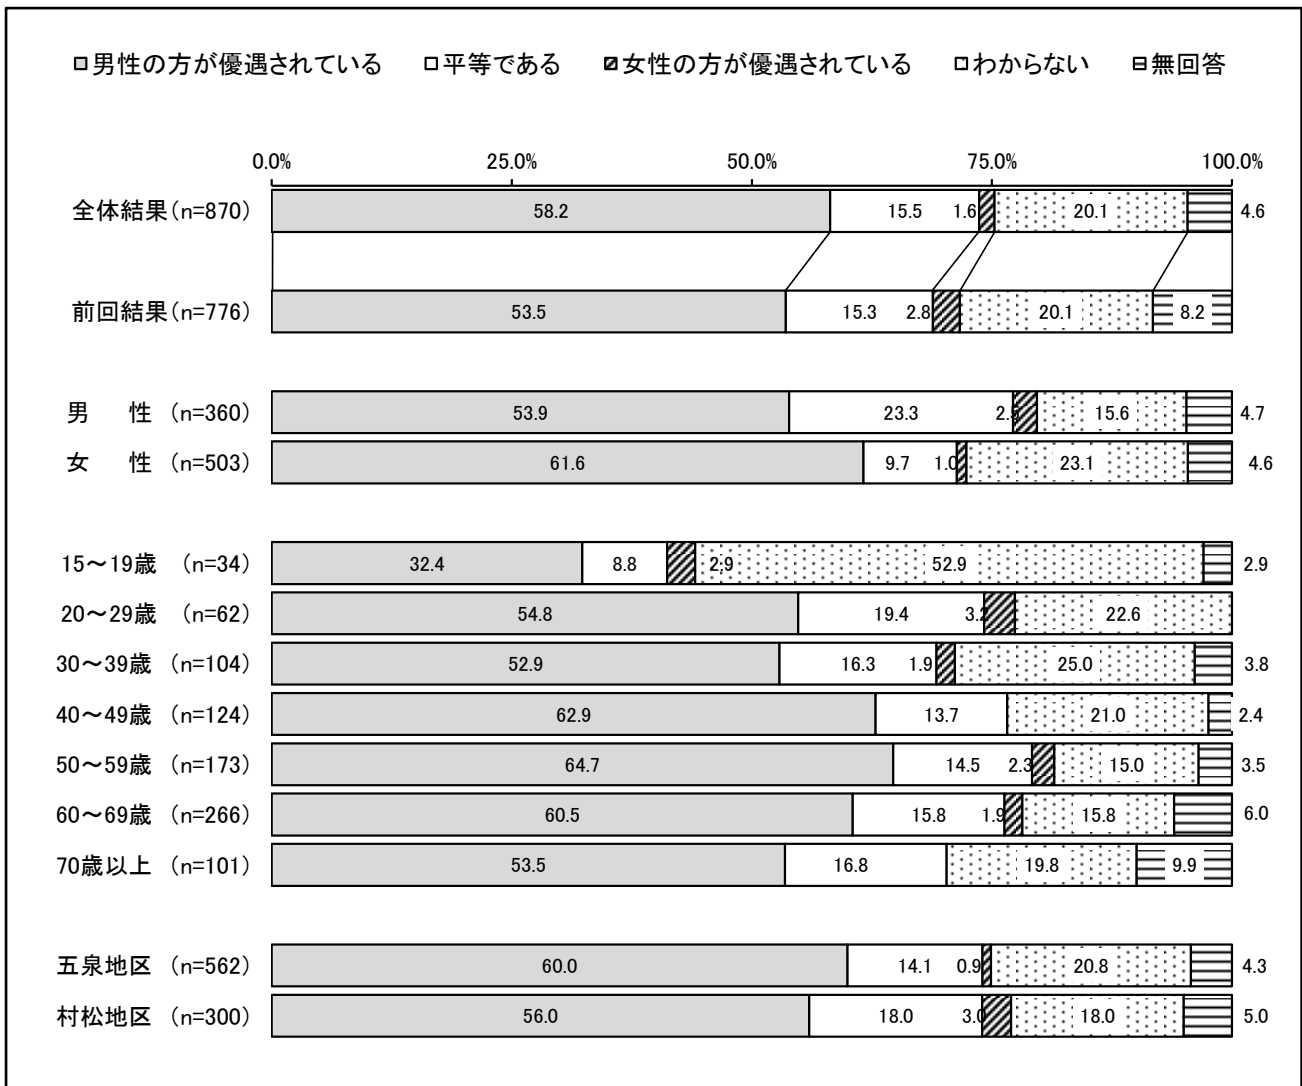 男性の方が優遇されている 平等である 女性の方が優遇されている わからない 無回答
0.0% 25.0% 50.0% 75.0% 100.0%
全体結果(n=870) 58.2 15.5 1.6 20.1 4.6
前回結果(n=776) 53.5 15.3 2.8 20.1 8.2
男 性 (n=360) 53.9 23.3 2.5 15.6 4.7
女 性 (n=503) 61.6 9.7 1.0 23.1 4.6
15～19歳 (n=34) 32.4 8.8 2.9 52.9 2.9
20～29歳 (n=62) 54.8 19.4 3.2 22.6
30～39歳 (n=104) 52.9 16.3 1.9 25.0 3.8
40～49歳 (n=124) 62.9 13.7 21.0 2.4
50～59歳 (n=173) 64.7 14.5 2.3 15.0 3.5
60～69歳 (n=266) 60.5 15.8 1.9 15.8 6.0
70歳以上 (n=101) 53.5 16.8 19.8 9.9
五泉地区 (n=562) 60.0 14.1 0.9 20.8 4.3
村松地区 (n=300) 56.0 18.0 3.0 18.0 5.0